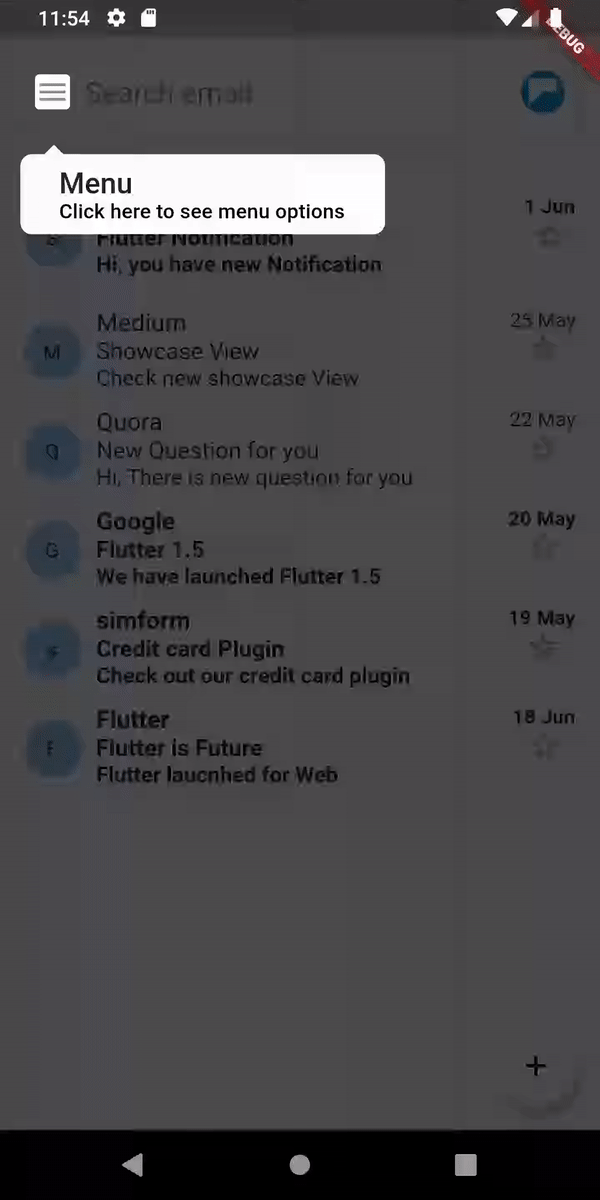 11:54
DEBUG
Search email
Menu
Click here to see menu options
1 Jun
Flutter Notification
Hi, you have new Notification
Medium
25 May
M
Showcase View
Check new showcase View
Quora
22 May
Q
New Question for you
Hi, There is new question for you
Google
20 May
G
Flutter 1.5
We have launched Flutter 1.5
simform
19 May
s
Credit card Plugin
Check out our credit card plugin
Flutter
18 Jun
F
Flutter is Future
Flutter laucnhed for Web
+